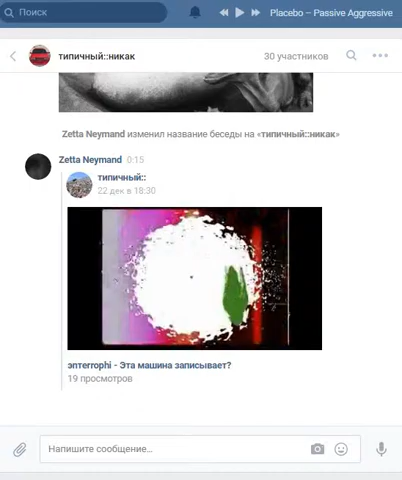 Поиск
Placebo – Passive Aggressive
типичный::никак
30 участников
Zetta Neymand изменил название беседы на «типичный::никак»
Zetta Neymand 0:15
типичный::
22 дек в 18:30
эпterrophi - Эта машина записывает?
19 просмотров
Напишите сообщение...